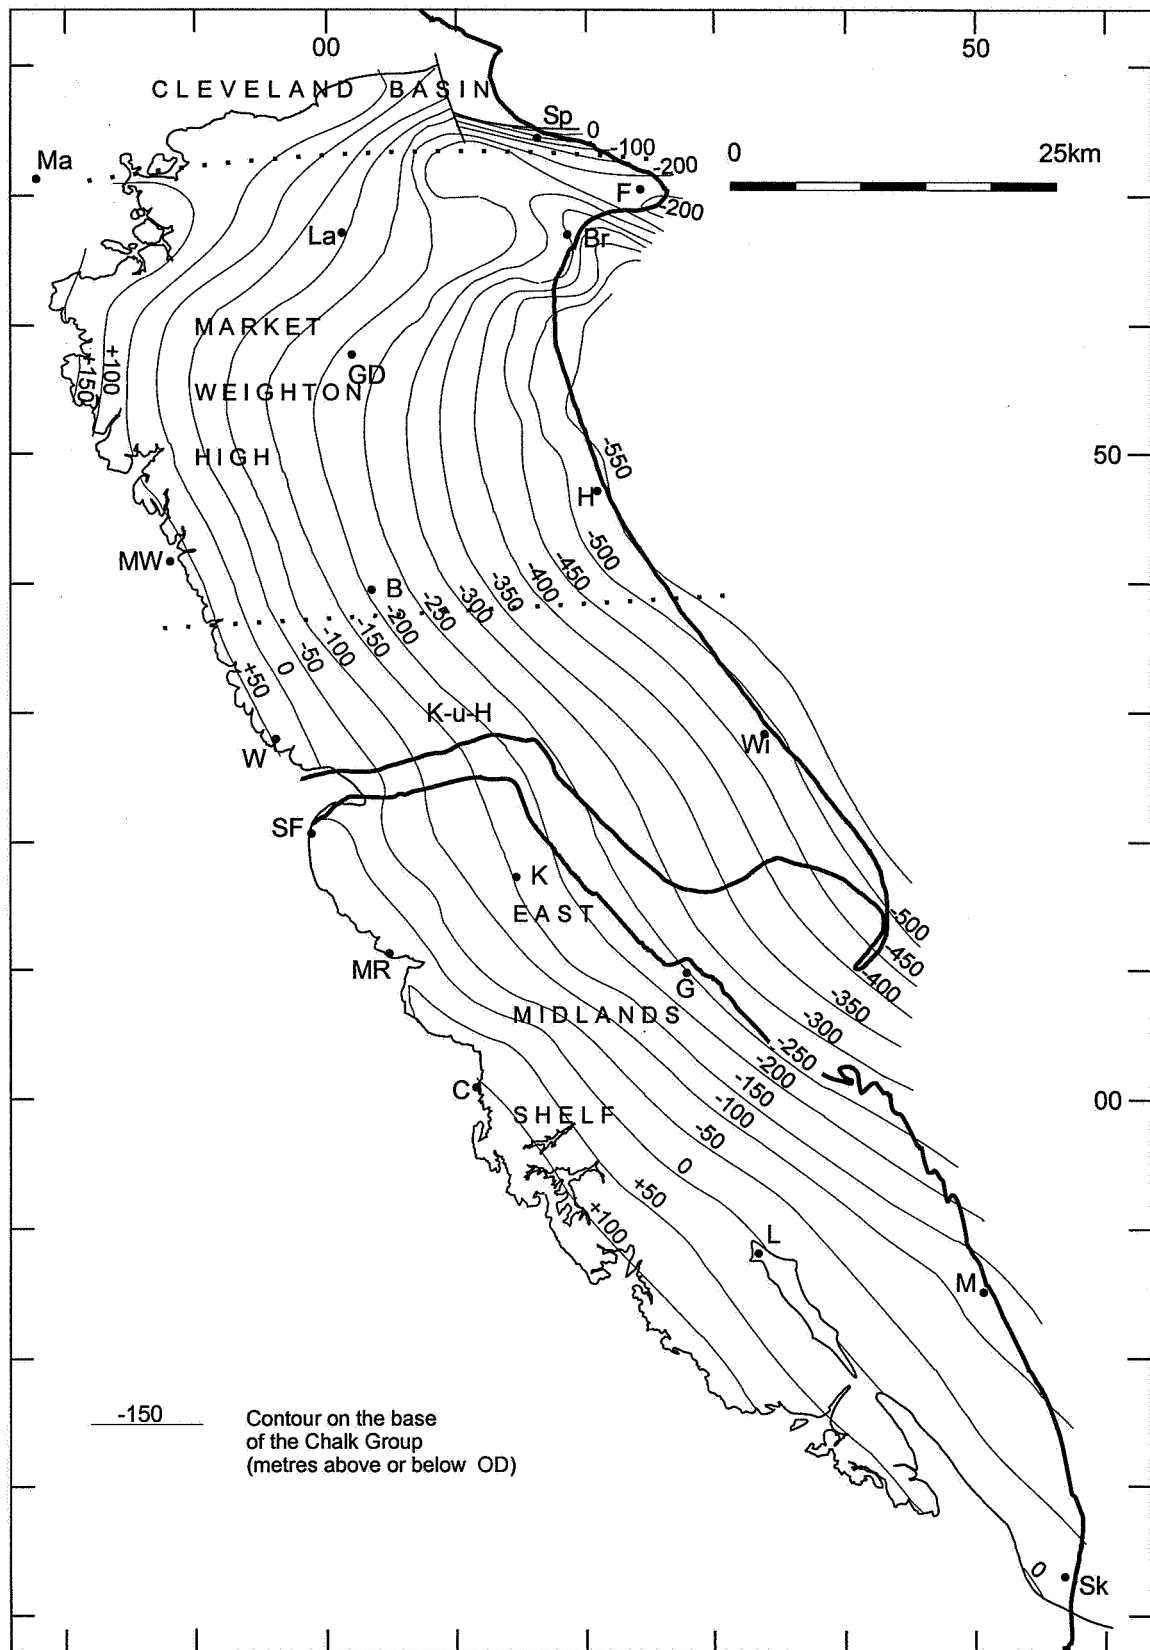 00
50
CLEVELAND BASIN
Sp
0
-100
-200
0
25km
Ma
F
-200
La
Br
MARKET
GD
WEIGHTON
+150
+100
HIGH
-550
50
H
-500
MW
-450
-400
B
-350
-300
-250
-200
-150
-100
-50
0
+50
K-u-H
W
Wi
SF
K
EAST
-500
-450
-400
MR
G
-350
MIDLANDS
-300
-250
-200
C
-150
00
SHELF
-100
-50
0
+50
+100
L
M
-150
Contour on the base
of the Chalk Group
(metres above or below OD)
0
Sk